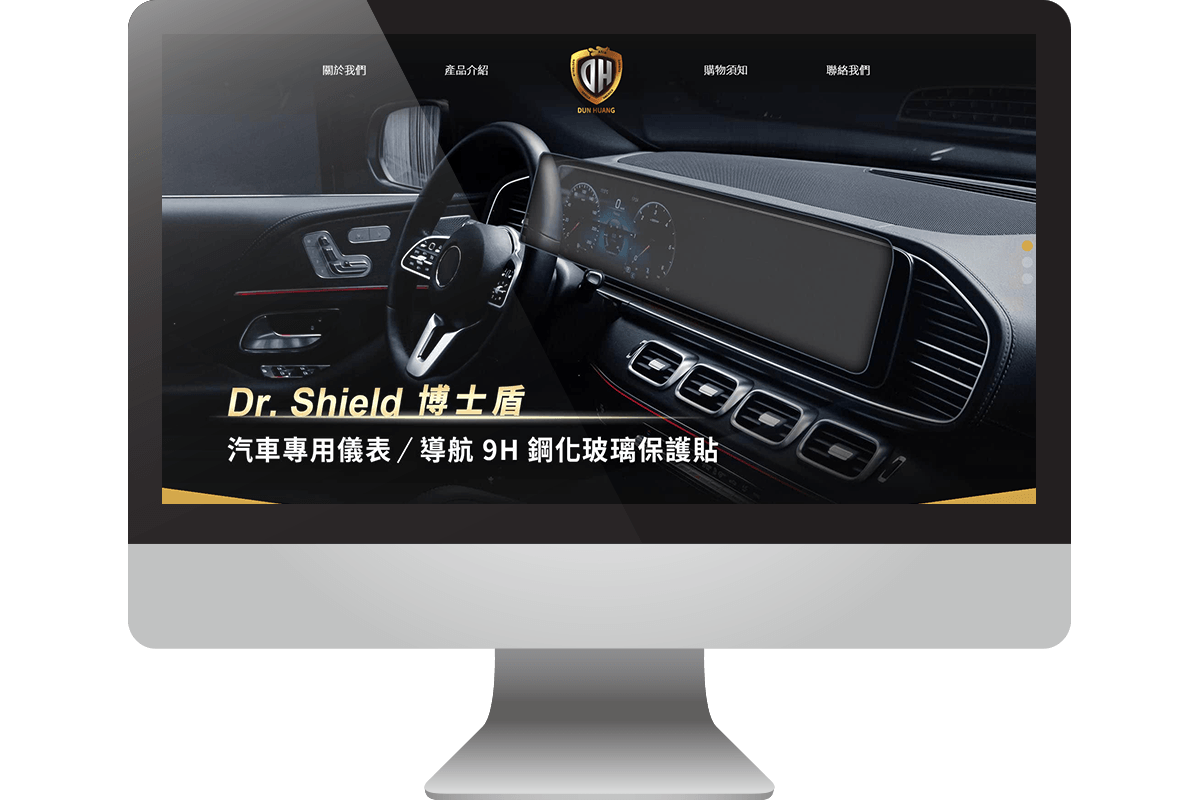 關於我們
產品介紹
DH
DUN HUANG
購物須知
聯絡我們
Dr. Shield 博士盾
汽車專用儀表／導航 9H 鋼化玻璃保護貼